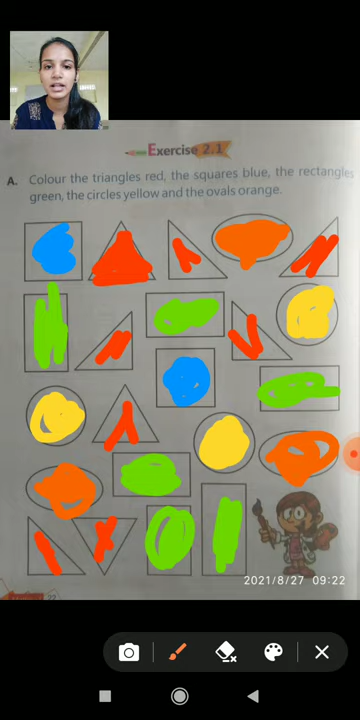 Exercise 2.1
A. Colour the triangles red, the squares blue, the rectangles
green, the circles yellow and the ovals orange.
2021/8/27 09:22
22